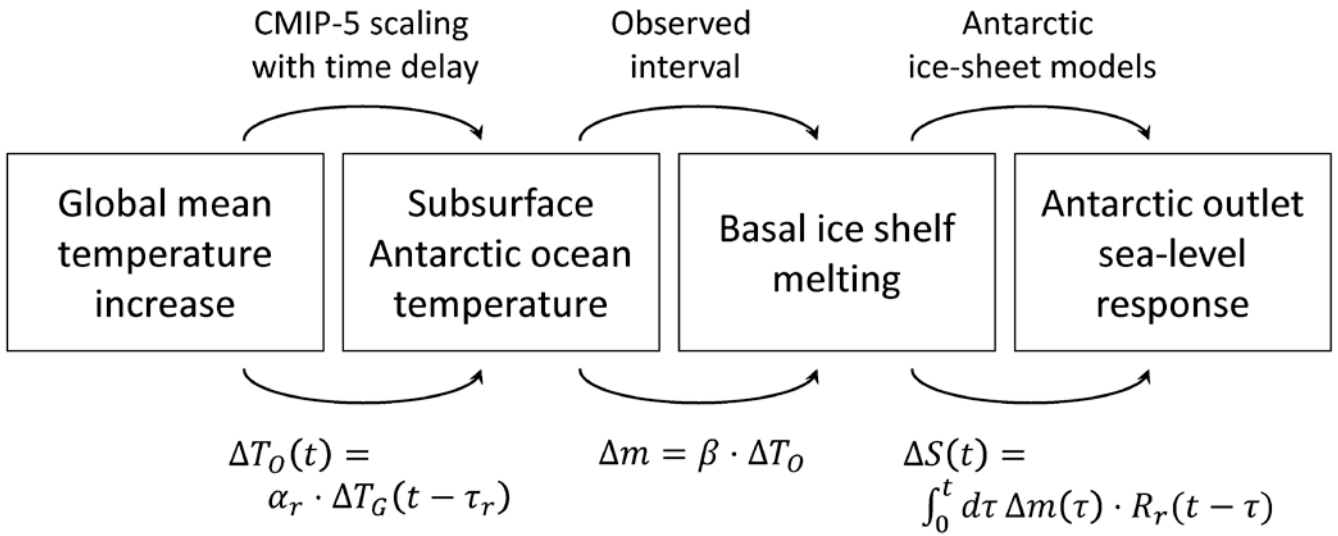 CMIP-5 scaling
with time delay
Observed
interval
Antarctic
ice-sheet models
Global mean
temperature
increase
Subsurface
Antarctic ocean
temperature
Basal ice shelf
melting
Antarctic outlet
sea-level
response
ΔT_O(t) =
α_r · ΔT_G(t − τ_r)
Δm = β · ΔT_O
ΔS(t) =
∫_0^t dτ Δm(τ) · R_r(t − τ)